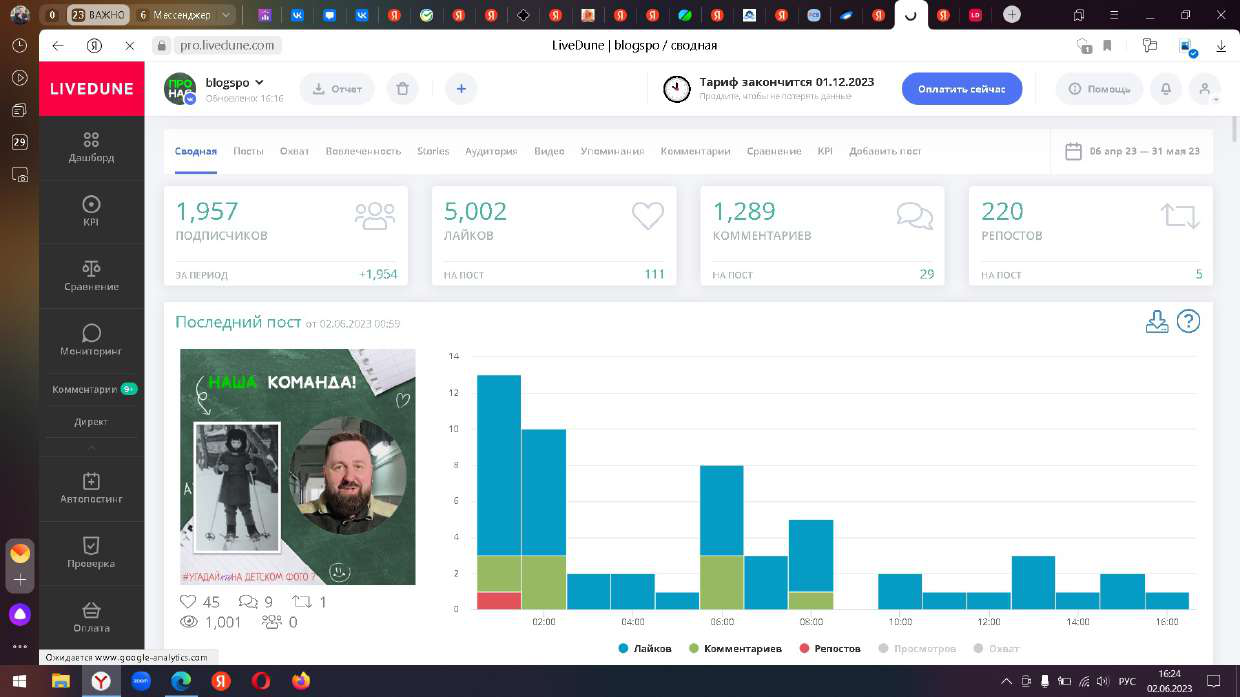 0
23 ВАЖНО
6 Мессенджер
pro.livedune.com
LiveDune | blogspo / сводная
LIVEDUNE
blogspo
Обновлено: 16:16
Отчет
Тариф закончится 01.12.2023
Продлите, чтобы не потерять данные
Оплатить сейчас
Помощь
29
Дашборд
KPI
Сравнение
Мониторинг
Комментарии 9+
Директ
Автопостинг
Проверка
Оплата
Сводная Посты Охват Вовлеченность Stories Аудитория Видео Упоминания Комментарии Сравнение KPI Добавить пост
06 апр 23 — 31 мая 23
1,957
ПОДПИСЧИКОВ
ЗА ПЕРИОД +1,954
5,002
ЛАЙКОВ
НА ПОСТ 111
1,289
КОММЕНТАРИЕВ
НА ПОСТ 29
220
РЕПОСТОВ
НА ПОСТ 5
Последний пост от 02.06.2023 00:59
НАША КОМАНДА!
#УГАДАЙ НА ДЕТСКОМ ФОТО ?
45 9 1
1,001 0
14
12
10
8
6
4
2
0
02:00 04:00 06:00 08:00 10:00 12:00 14:00 16:00
Лайков Комментариев Репостов Просмотров Охват
Ожидается www.google-analytics.com
zoom
РУС
16:24
02.06.2023